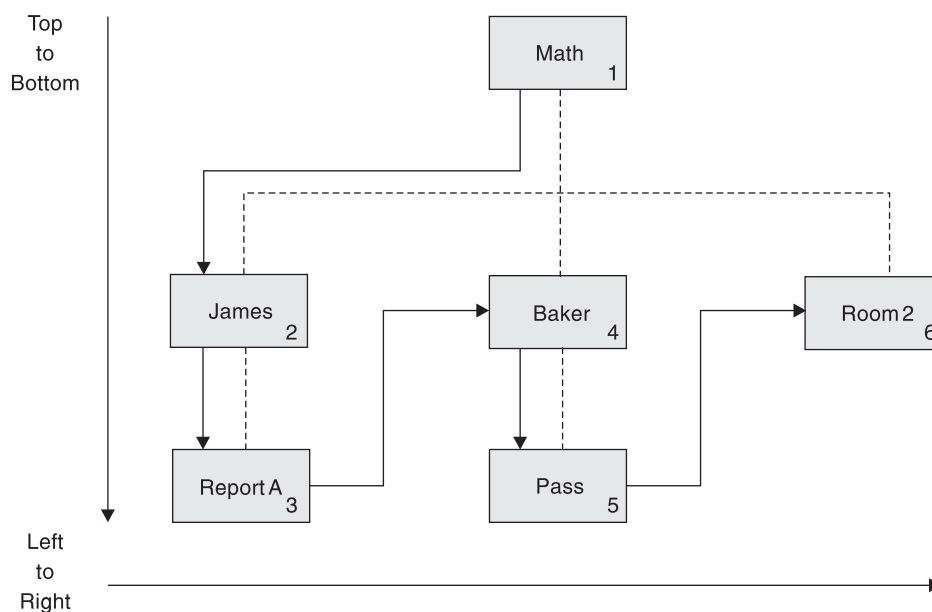 Top
to
Bottom
Math
1
James
2
Baker
4
Room 2
6
Report A
3
Pass
5
Left
to
Right